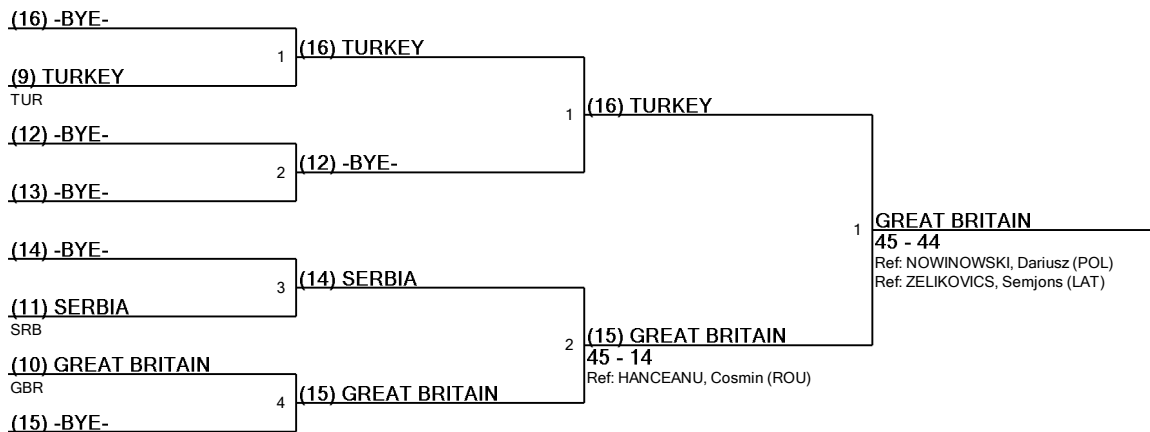 (16) -BYE-
(9) TURKEY
TUR
(12) -BYE-
(13) -BYE-
(14) -BYE-
(11) SERBIA
SRB
(10) GREAT BRITAIN
GBR
(15) -BYE-
1
(16) TURKEY
2
(12) -BYE-
3
(14) SERBIA
4
(15) GREAT BRITAIN
1
(16) TURKEY
2
(15) GREAT BRITAIN
45 - 14
Ref: HANCEANU, Cosmin (ROU)
1
GREAT BRITAIN
45 - 44
Ref: NOWINOWSKI, Dariusz (POL)
Ref: ZELIKOVICS, Semjons (LAT)